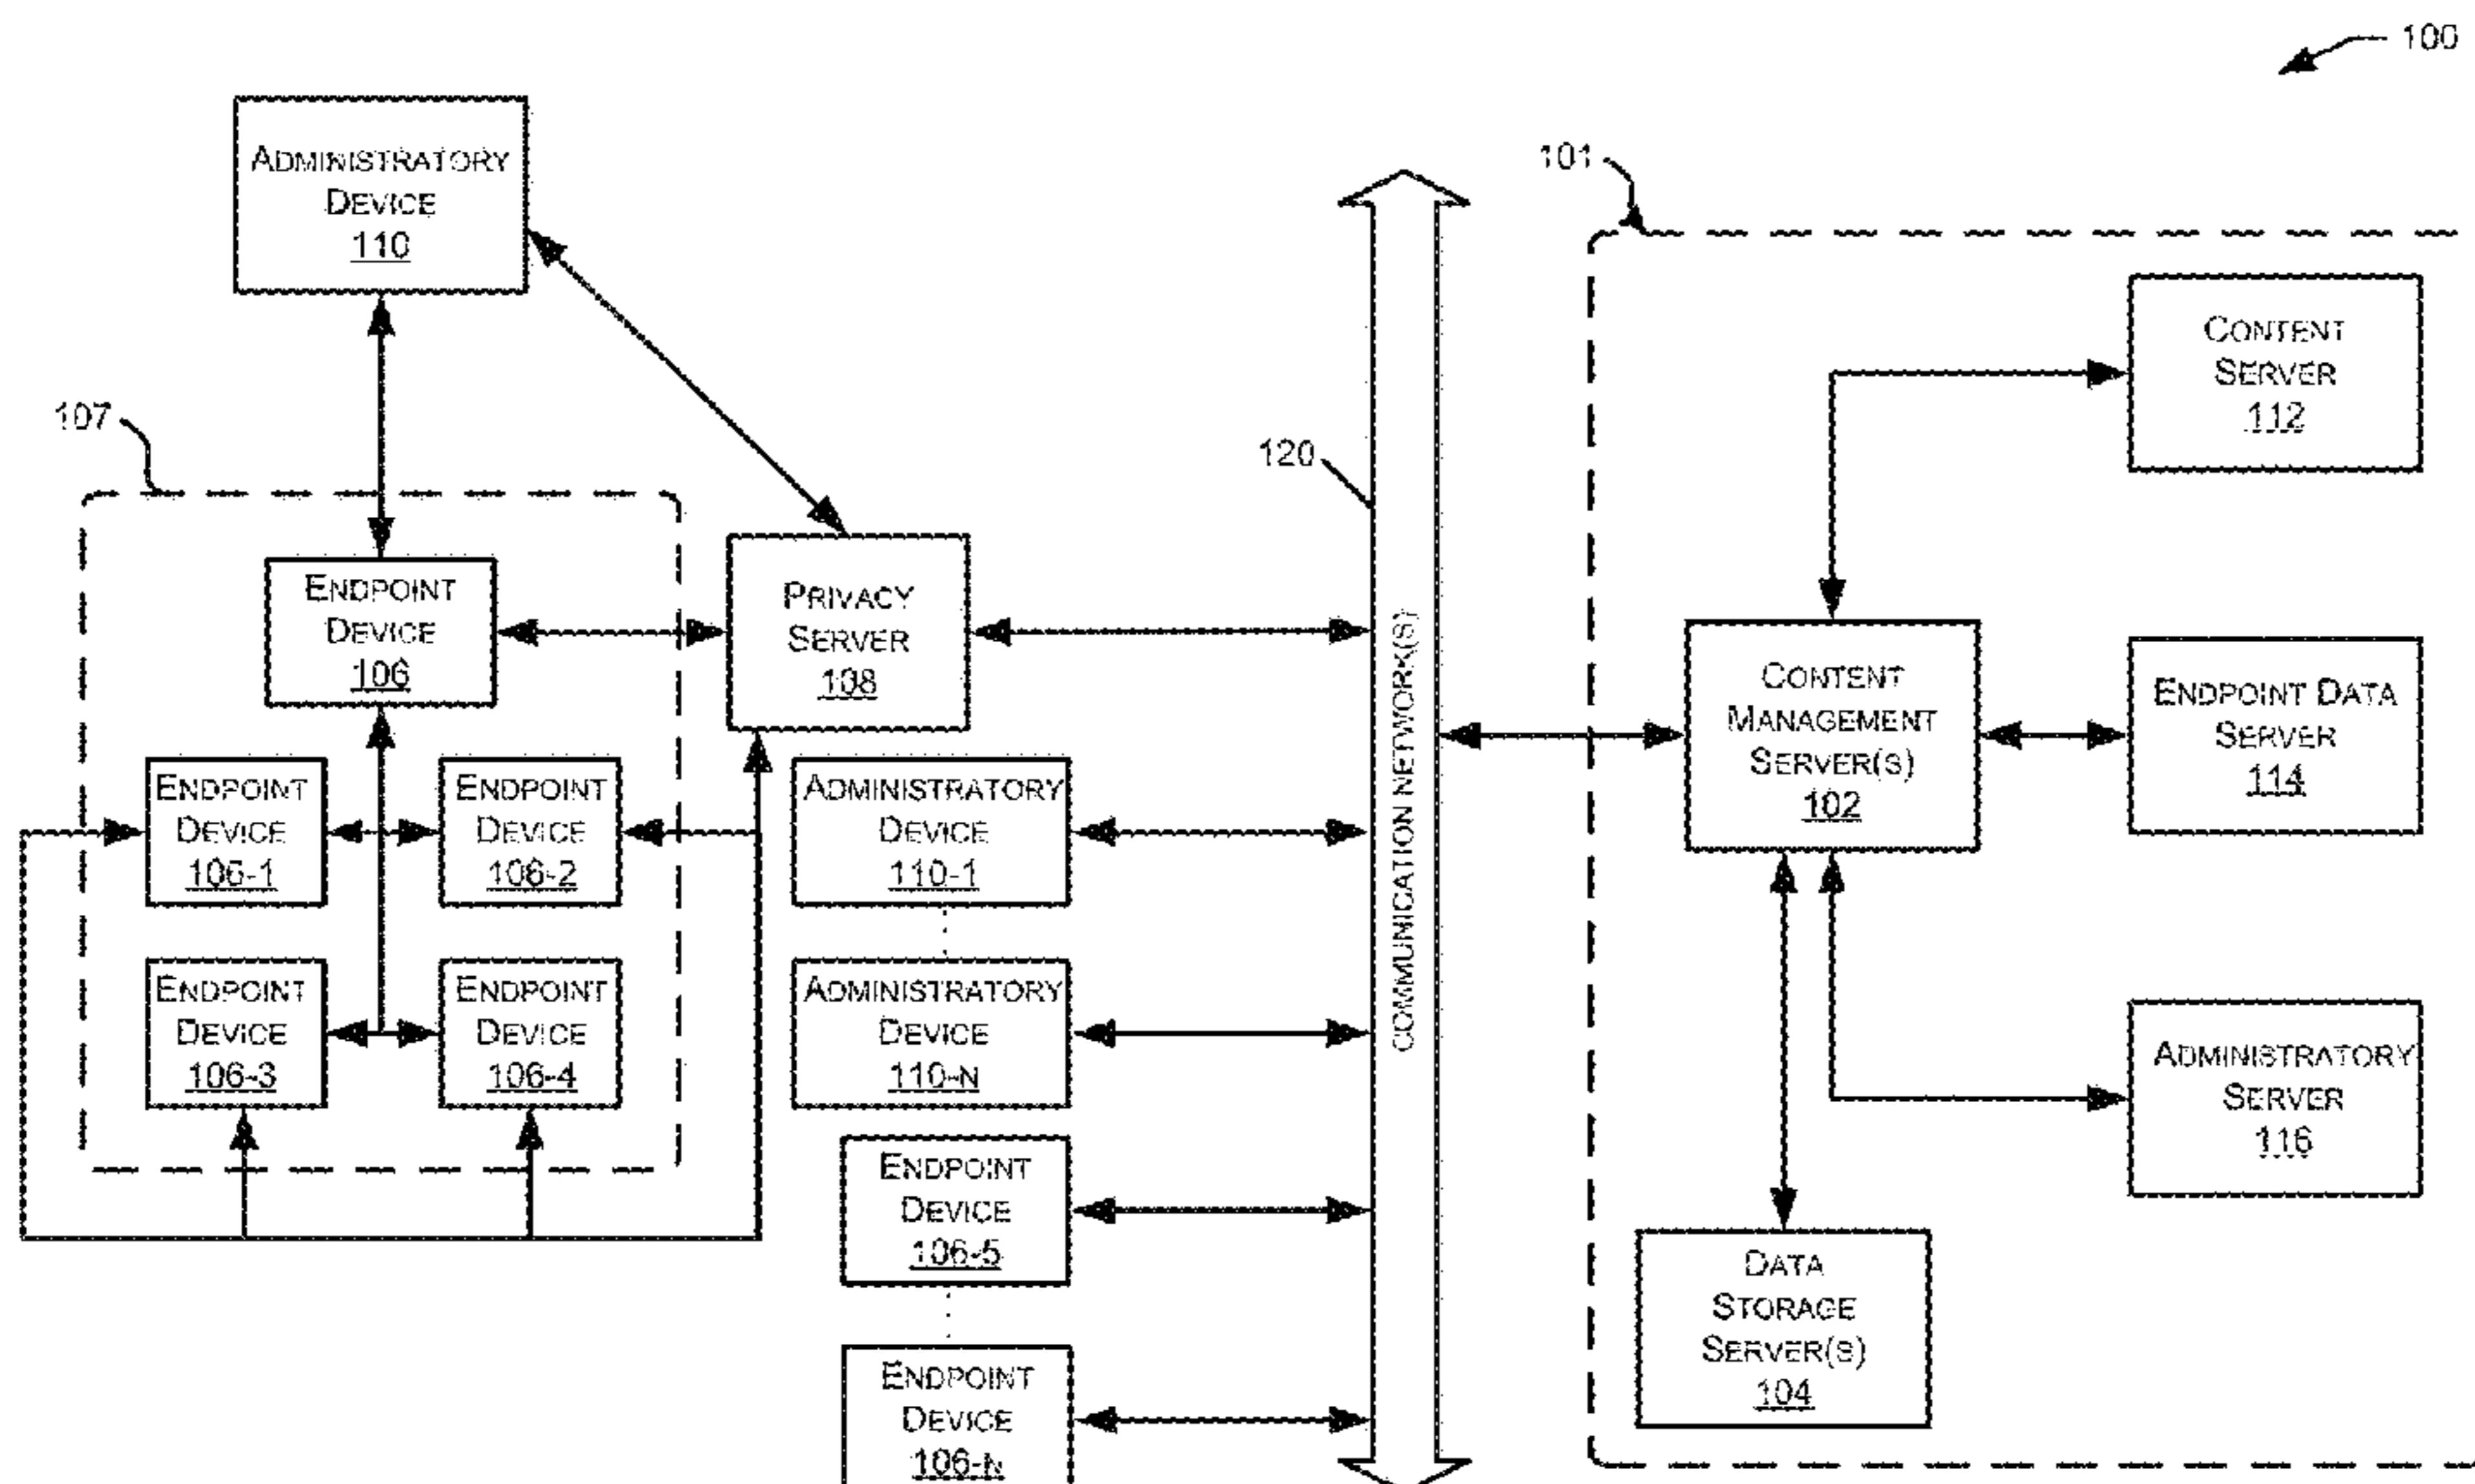 100
101
ADMINISTRATORY
DEVICE
110
107
120
CONTENT
SERVER
112
ENDPOINT
DEVICE
106
PRIVACY
SERVER
108
COMMUNICATION NETWORK(S)
CONTENT
MANAGEMENT
SERVER(S)
102
ENDPOINT DATA
SERVER
114
ENDPOINT
DEVICE
106-1
ENDPOINT
DEVICE
106-2
ADMINISTRATORY
DEVICE
110-1
ENDPOINT
DEVICE
106-3
ENDPOINT
DEVICE
106-4
ADMINISTRATORY
DEVICE
110-N
ADMINISTRATORY
SERVER
116
ENDPOINT
DEVICE
106-5
DATA
STORAGE
SERVER(S)
104
ENDPOINT
DEVICE
106-N